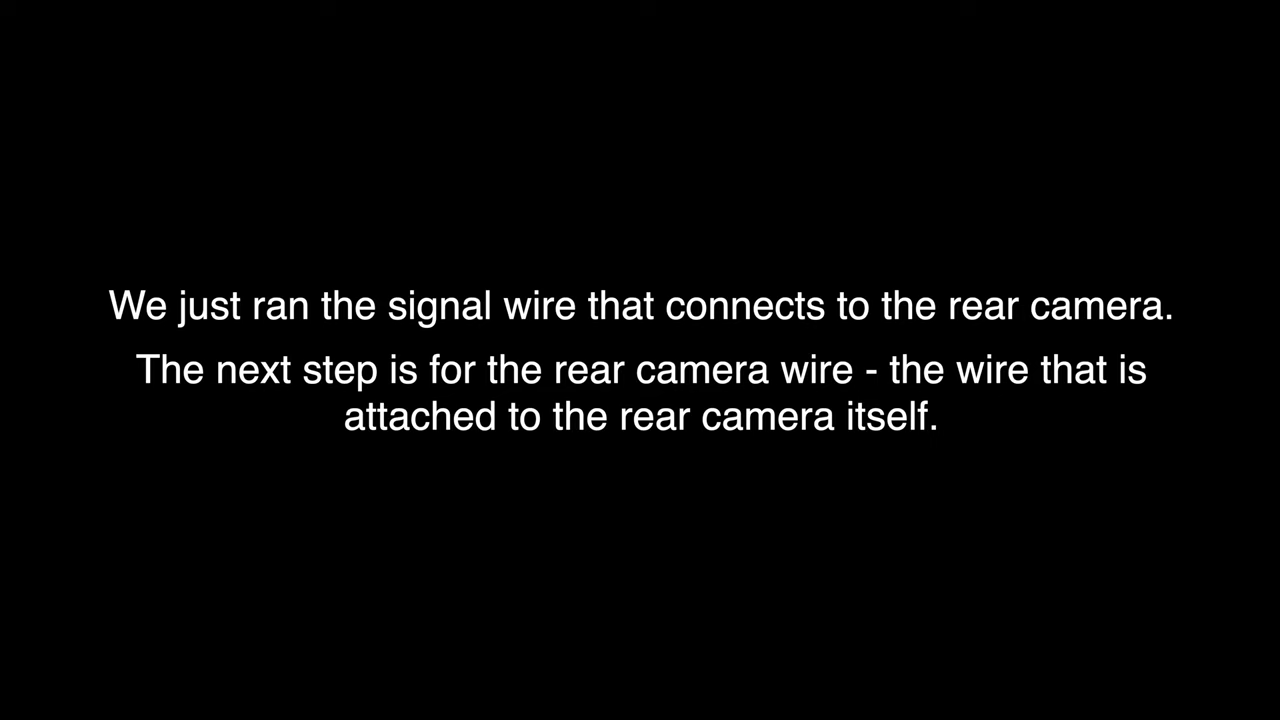 We just ran the signal wire that connects to the rear camera.
The next step is for the rear camera wire - the wire that is
attached to the rear camera itself.